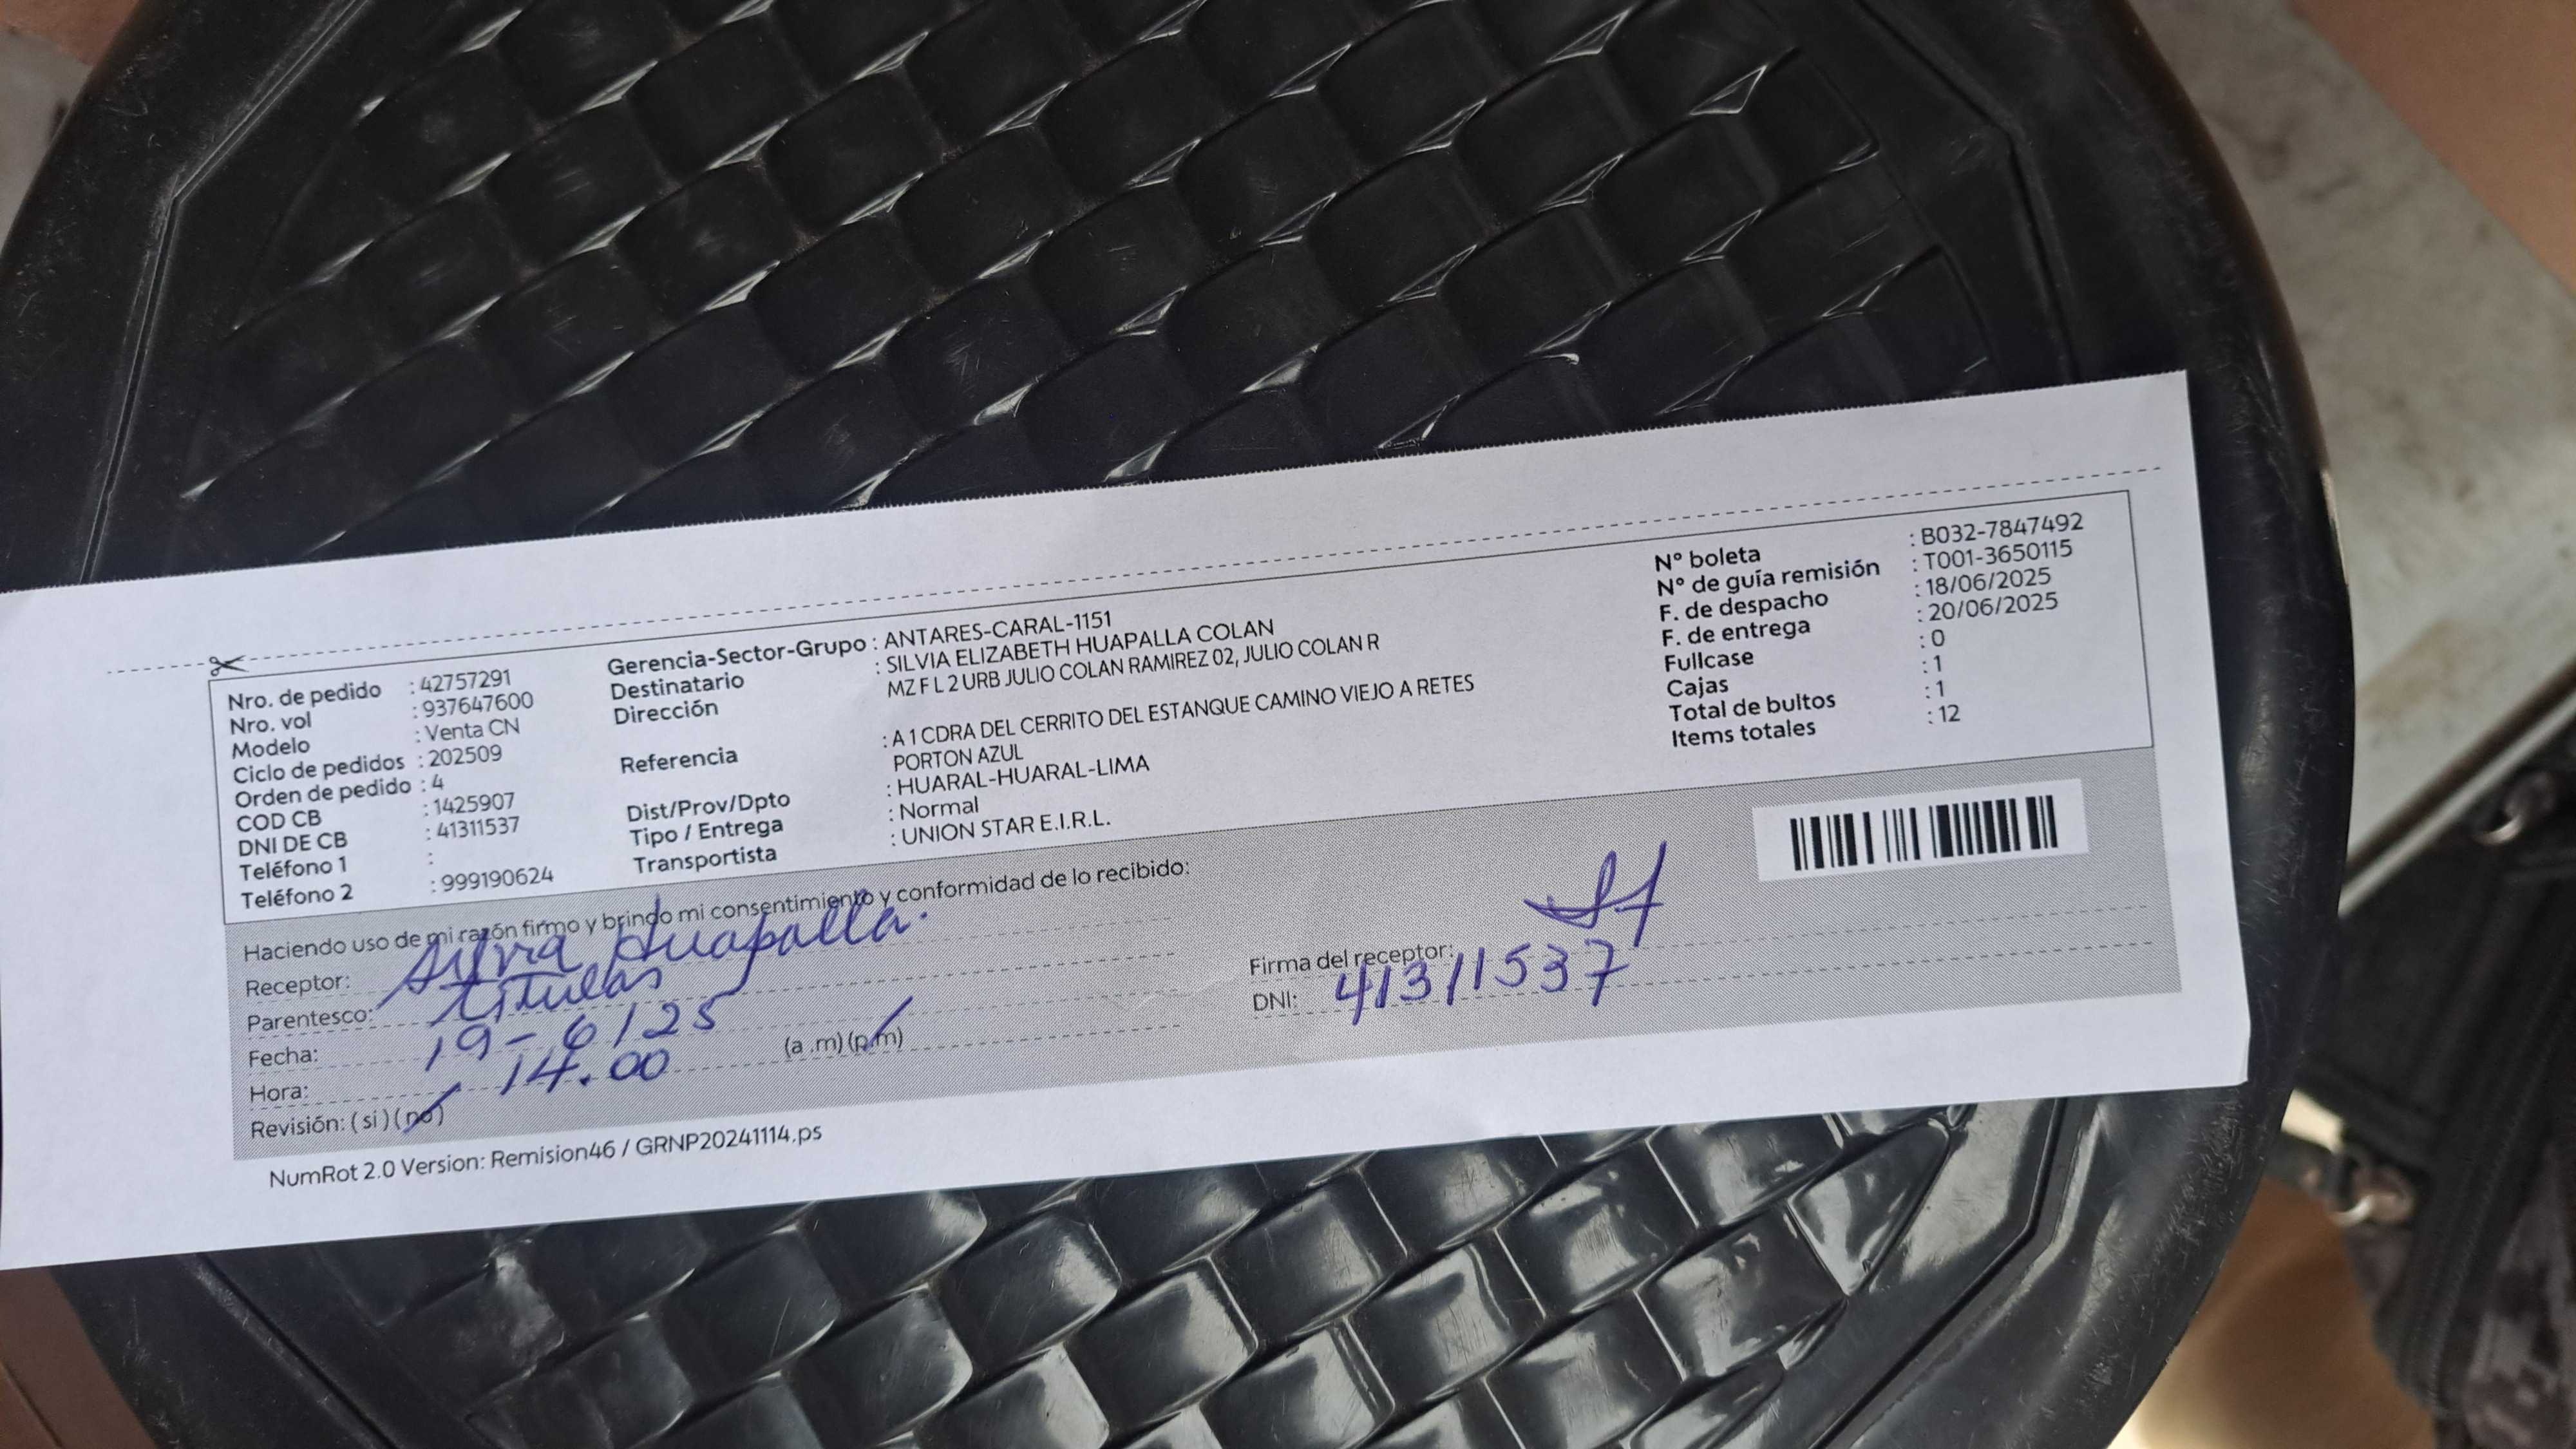 Nro. de pedido : 42757291
Nro. vol : 937647600
Modelo : Venta CN
Ciclo de pedidos : 202509
Orden de pedido : 4
COD CB : 1425907
DNI DE CB : 41311537
Teléfono 1 :
Teléfono 2 : 999190624
Gerencia-Sector-Grupo : ANTARES-CARAL-1151
Destinatario : SILVIA ELIZABETH HUAPALLA COLAN
Dirección MZ F L 2 URB JULIO COLAN RAMIREZ 02, JULIO COLAN R
Referencia : A 1 CDRA DEL CERRITO DEL ESTANQUE CAMINO VIEJO A RETES
PORTON AZUL
Dist/Prov/Dpto : HUARAL-HUARAL-LIMA
Tipo / Entrega : Normal
Transportista : UNION STAR E.I.R.L.
N° boleta : B032-7847492
N° de guía remisión : T001-3650115
F. de despacho : 18/06/2025
F. de entrega : 20/06/2025
Fullcase : 0
Cajas : 1
Total de bultos : 1
Items totales : 12
Haciendo uso de mi razón firmo y brindo mi consentimiento y conformidad de lo recibido:
Receptor: Silvia Huapalla.
Parentesco: titular
Fecha: 19-6/25
Hora: 14.00 (a .m) (p.m)
Revisión: ( si ) ( no )
Firma del receptor:
DNI: 41311537
NumRot 2.0 Version: Remision46 / GRNP20241114.ps